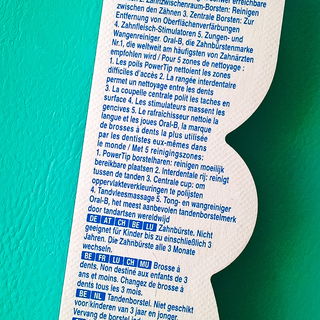 2. Zahnzwischenraum-Borsten: Reinigen
zwischen den Zähnen 3. Zentrale Borsten: Zur
Entfernung von Oberflächenverfärbungen
4. Zahnfleisch-Stimulatoren 5. Zungen- und
Wangenreiniger. Oral-B, die Zahnbürstenmarke
Nr.1, die weltweit am häufigsten von Zahnärzten
empfohlen wird / Pour 5 zones de nettoyage :
1. Les poils PowerTip nettoient les zones
difficiles d'accès 2. La rangée interdentaire
permet un nettoyage entre les dents
3. La coupelle centrale polit les taches en
surface 4. Les stimulateurs massent les
gencives 5. Le rafraîchisseur nettoie la
langue et les joues Oral-B, la marque
de brosses à dents la plus utilisée
par les dentistes eux-mêmes dans
le monde / Met 5 reinigingszones:
1. PowerTip borstelharen: reinigen moeilijk
bereikbare plaatsen 2. Interdentale rij: reinigt
tussen de tanden 3. Centrale cup: om
oppervlakteverkleuringen te polijsten
4. Tandvleesmassage 5. Tong- en wangreiniger
Oral-B, het meest aanbevolen tandenborstelmerk
door tandartsen wereldwijd
DE AT CH BE LU Zahnbürste. Nicht
geeignet für Kinder bis zu einschließlich 3
Jahren. Die Zahnbürste alle 3 Monate
wechseln.
BE FR LU CH MU Brosse à
dents. Non destiné aux enfants de 3
ans et moins. Changez de brosse à
dents tous les 3 mois.
BE NL Tandenborstel. Niet geschikt
voor kinderen van 3 jaar en jonger.
Vervang de borstel